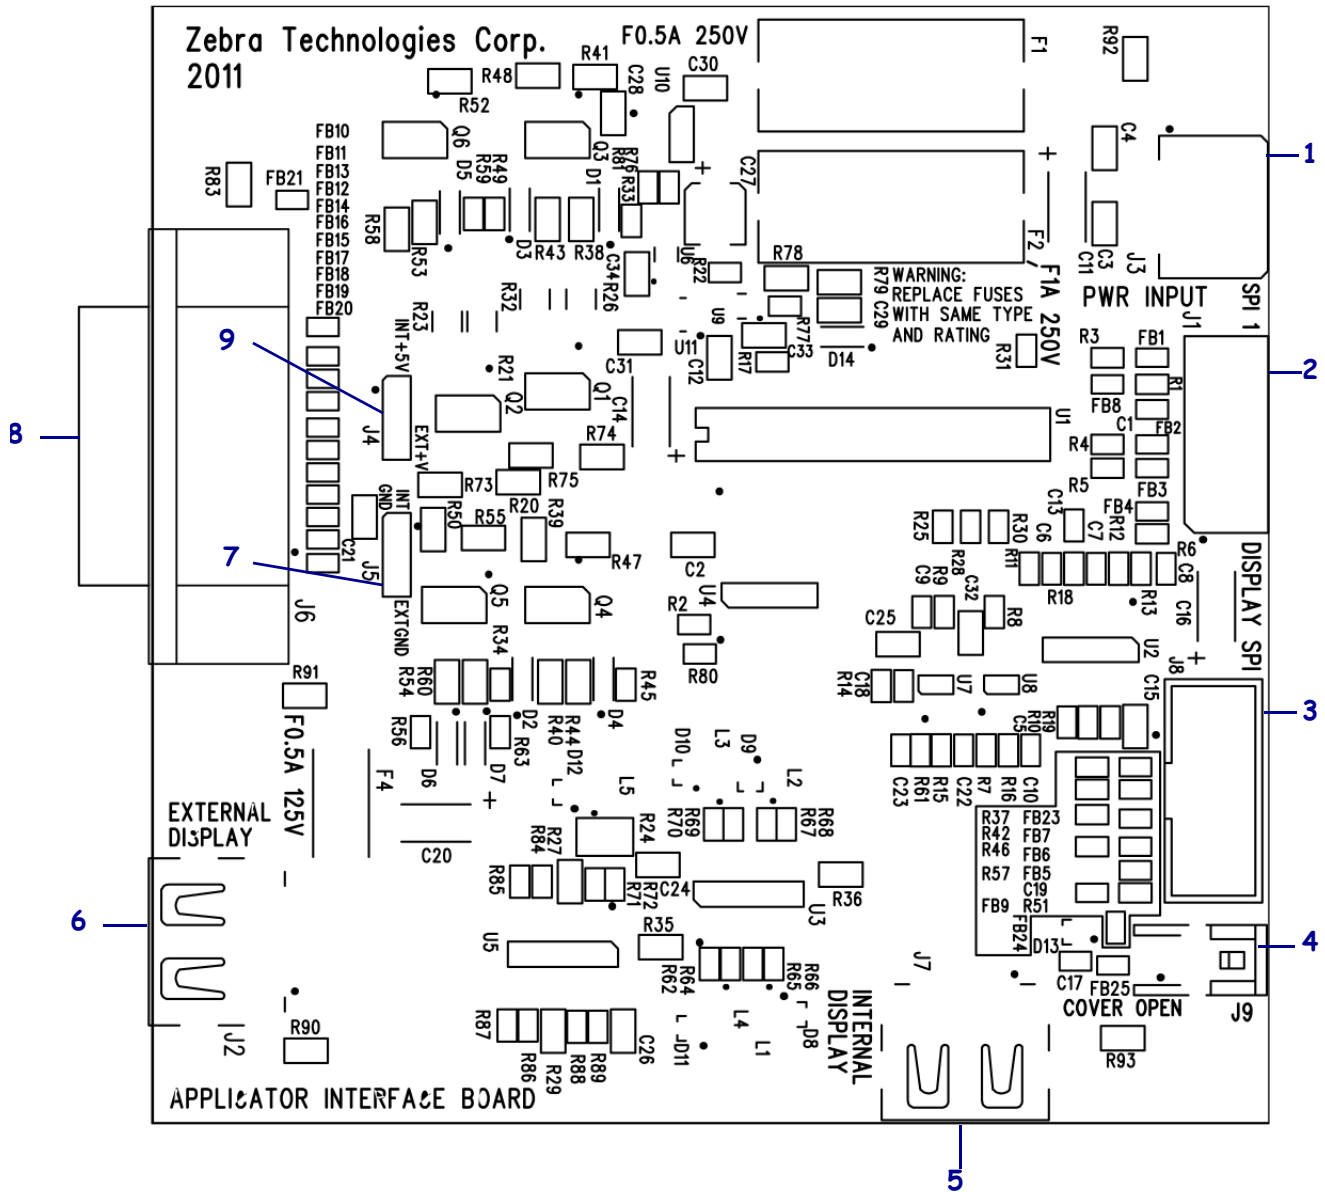 Zebra Technologies Corp.
2011
F0.5A 250V
R41
R48
R52
C28
U10
C30
F1
R92
C4
1
FB10
FB11
FB13
FB12
FB14
FB16
FB15
FB17
FB18
FB19
FB20
R83
FB21
Q6
D5
R59
R49
Q3
D1
R81
R76
R33
C27
F2
R58
R53
D3
R43
R38
C34
U6
R22
R78
C11
C3
J3
R23
R32
R26
U9
R77
R79
C29
WARNING:
REPLACE FUSES
WITH SAME TYPE
AND RATING
F1A 250V
PWR INPUT
SPI 1
J1
9
INT+5V
R21
Q1
C31
U11
C12
R17
C33
D14
R31
R3
FB1
2
R1
FB8
C1
FB2
8
J4
EXT+V
Q2
C14
R74
U1
R4
R5
FB3
R73
R75
R20
INT
GND
R50
R55
R39
R47
C2
R25
R28
R30
C13
C6
C7
FB4
R12
R6
7
C21
J5
J6
EXTGND
Q5
R34
Q4
U4
R2
R80
C9
R9
C32
R8
R11
R18
R13
C8
C16
DISPLAY SPI
C25
U2
J8
R91
R54
R60
R45
R14
C18
U7
U8
C15
3
F0.5A 125V
F4
R56
D6
D7
R63
D2
R40
R44
D12
D4
D10
L3
D9
L2
C5
R10
R19
C23
R61
R15
C22
R7
R16
C10
EXTERNAL
DISPLAY
C20
L5
R24
R70
R69
R67
R68
R37
FB23
R42
FB7
R46
FB6
R57
FB5
C19
FB9
R51
FB24
R84
R27
R85
R71
R72
C24
U3
R36
6
U5
R35
R62
R64
R65
R66
J7
D13
C17
FB25
4
COVER OPEN
J9
J2
R90
R87
R86
R29
R88
R89
C26
D11
L4
L1
D8
INTERNAL
DISPLAY
R93
APPLICATOR INTERFACE BOARD
5